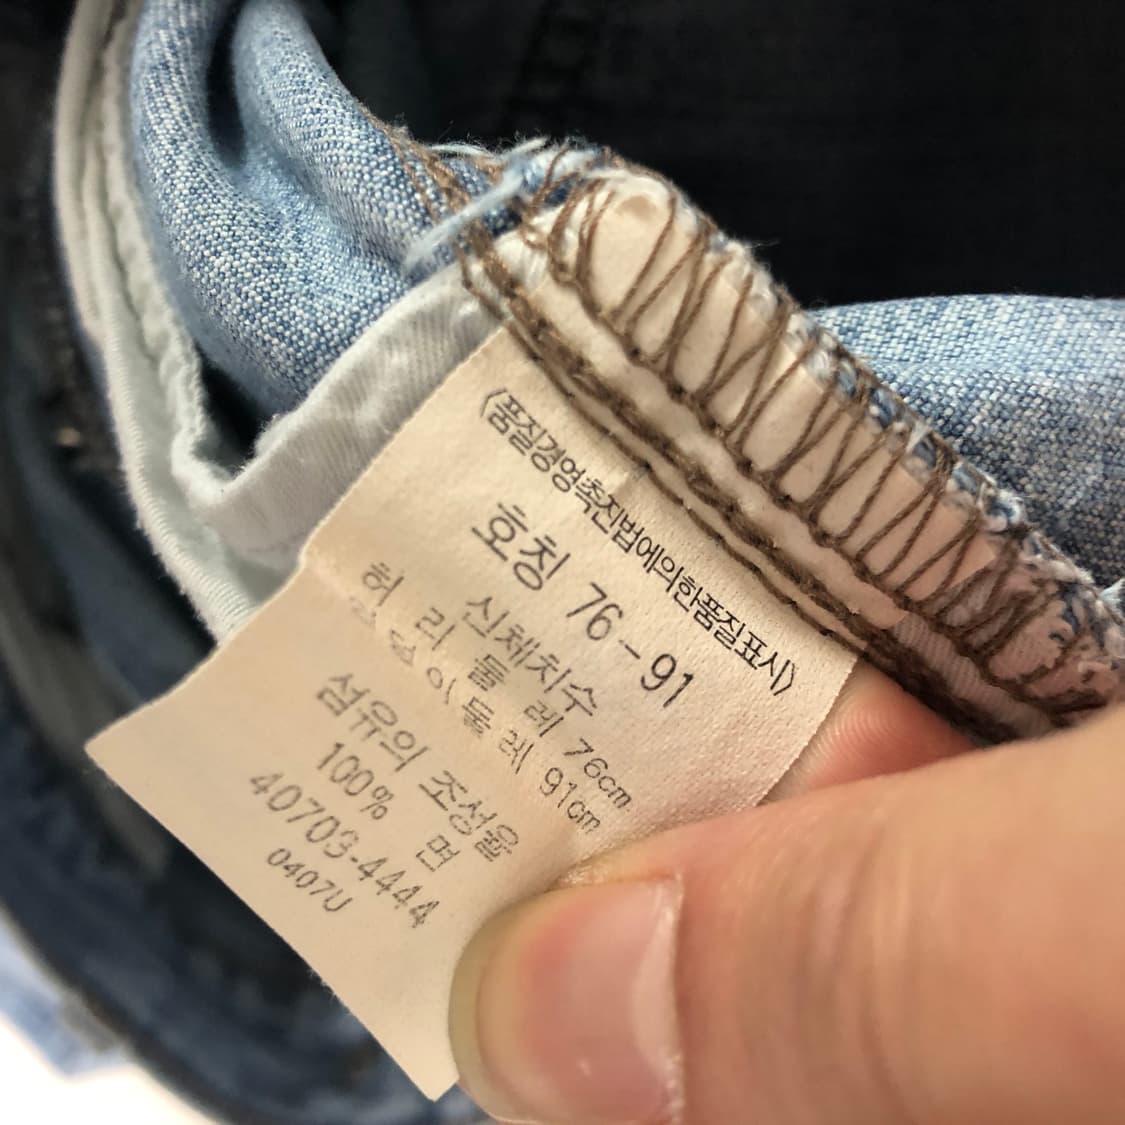 (품질경영촉진법에의한품질표시)
호칭 76-91
신체치수
허리둘레 76cm
엉덩이둘레 91cm
섬유의 조성율
100% 면
40703-4444
0407U